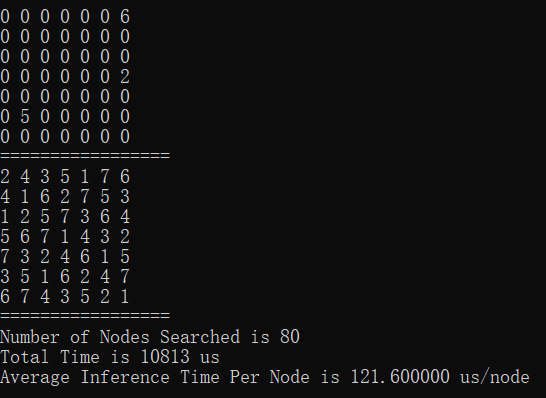 0 0 0 0 0 0 6
0 0 0 0 0 0 0
0 0 0 0 0 0 0
0 0 0 0 0 0 2
0 0 0 0 0 0 0
0 5 0 0 0 0 0
0 0 0 0 0 0 0
=================
2 4 3 5 1 7 6
4 1 6 2 7 5 3
1 2 5 7 3 6 4
5 6 7 1 4 3 2
7 3 2 4 6 1 5
3 5 1 6 2 4 7
6 7 4 3 5 2 1
=================
Number of Nodes Searched is 80
Total Time is 10813 us
Average Inference Time Per Node is 121.600000 us/node